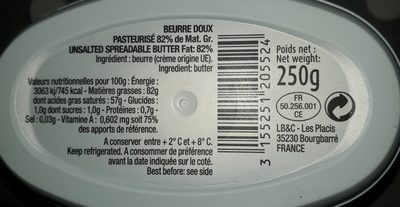 BEURRE DOUX
PASTEURISÉ 82% de Mat. Gr.
UNSALTED SPREADABLE BUTTER Fat: 82%
Ingrédient : beurre (crème origine UE).
Ingredient: butter
Valeurs nutritionnelles pour 100g : Énergie :
3063 kj/745 kcal - Matières grasses : 82g
dont acides gras saturés : 57g - Glucides :
1.0g dont sucres : 1.0g - Protéines : 0,7g -
Sel : 0,03g - Vitamine A : 0,602 mg soit 75%
des apports de référence.
A conserver entre +2° C et + 8° C.
Keep refrigerated. A consommer de préférence
avant la date indiquée sur le coté.
Best before: see side
3 155251 205524
Poids net :
Net weight:
250g
FR
50.256.001
CE
LB&C - Les Placis
35230 Bourgbarré
FRANCE